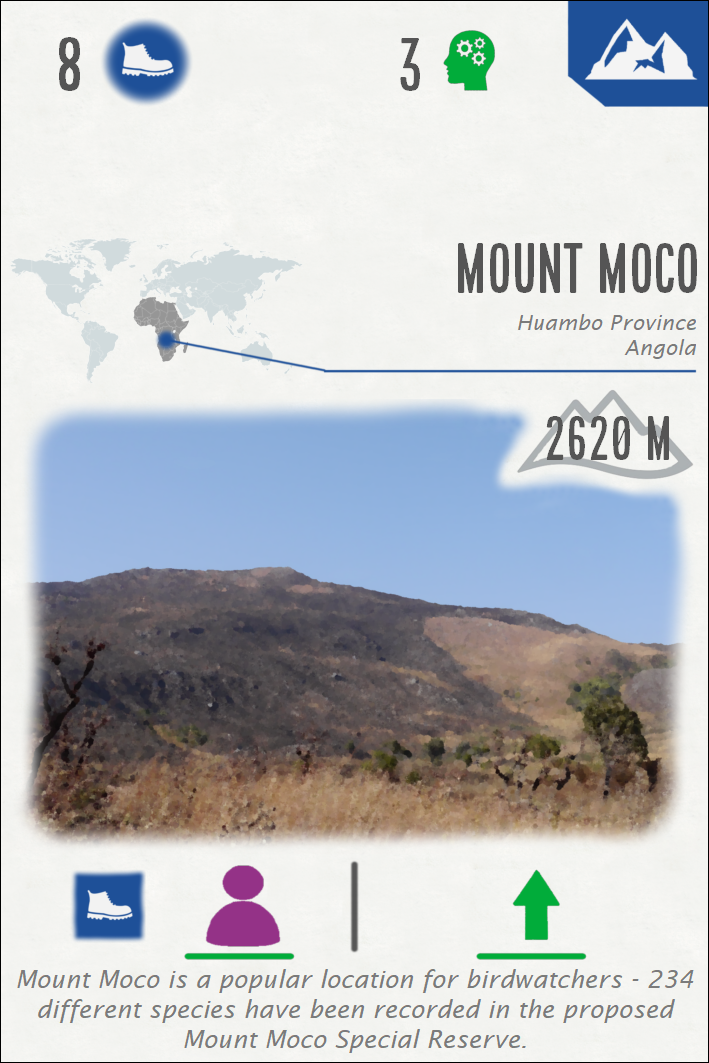 8
3
MOUNT MOCO
Huambo Province
Angola
2620 M
Mount Moco is a popular location for birdwatchers - 234
different species have been recorded in the proposed
Mount Moco Special Reserve.